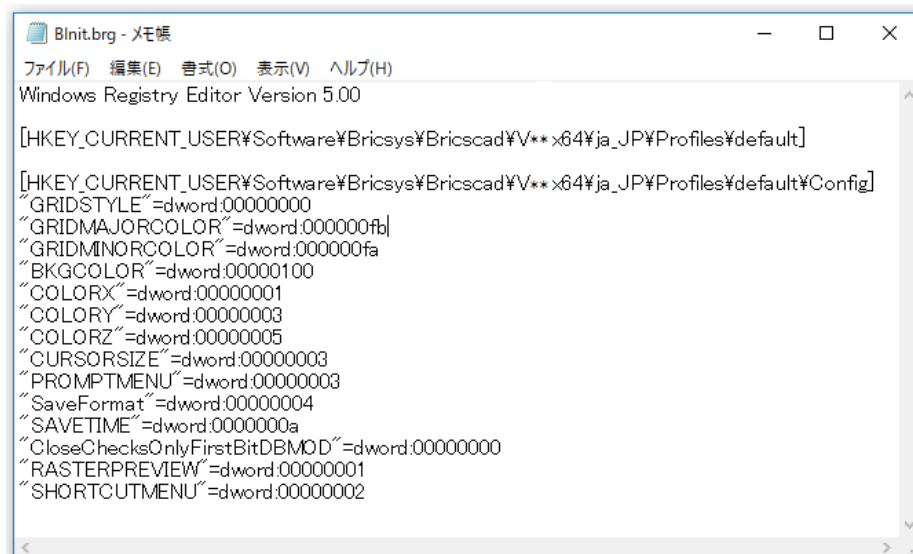 BInit.brg - メモ帳
ファイル(F) 編集(E) 書式(O) 表示(V) ヘルプ(H)
Windows Registry Editor Version 5.00
[HKEY_CURRENT_USER¥Software¥Bricsys¥Bricscad¥V**x64¥ja_JP¥Profiles¥default]
[HKEY_CURRENT_USER¥Software¥Bricsys¥Bricscad¥V**x64¥ja_JP¥Profiles¥default¥Config]
"GRIDSTYLE"=dword:00000000
"GRIDMAJORCOLOR"=dword:000000fb
"GRIDMINORCOLOR"=dword:000000fa
"BKGCOLOR"=dword:00000100
"COLORX"=dword:00000001
"COLORY"=dword:00000003
"COLORZ"=dword:00000005
"CURSORSIZE"=dword:00000003
"PROMPTMENU"=dword:00000003
"SaveFormat"=dword:00000004
"SAVETIME"=dword:0000000a
"CloseChecksOnlyFirstBitDBMOD"=dword:00000000
"RASTERPREVIEW"=dword:00000001
"SHORTCUTMENU"=dword:00000002